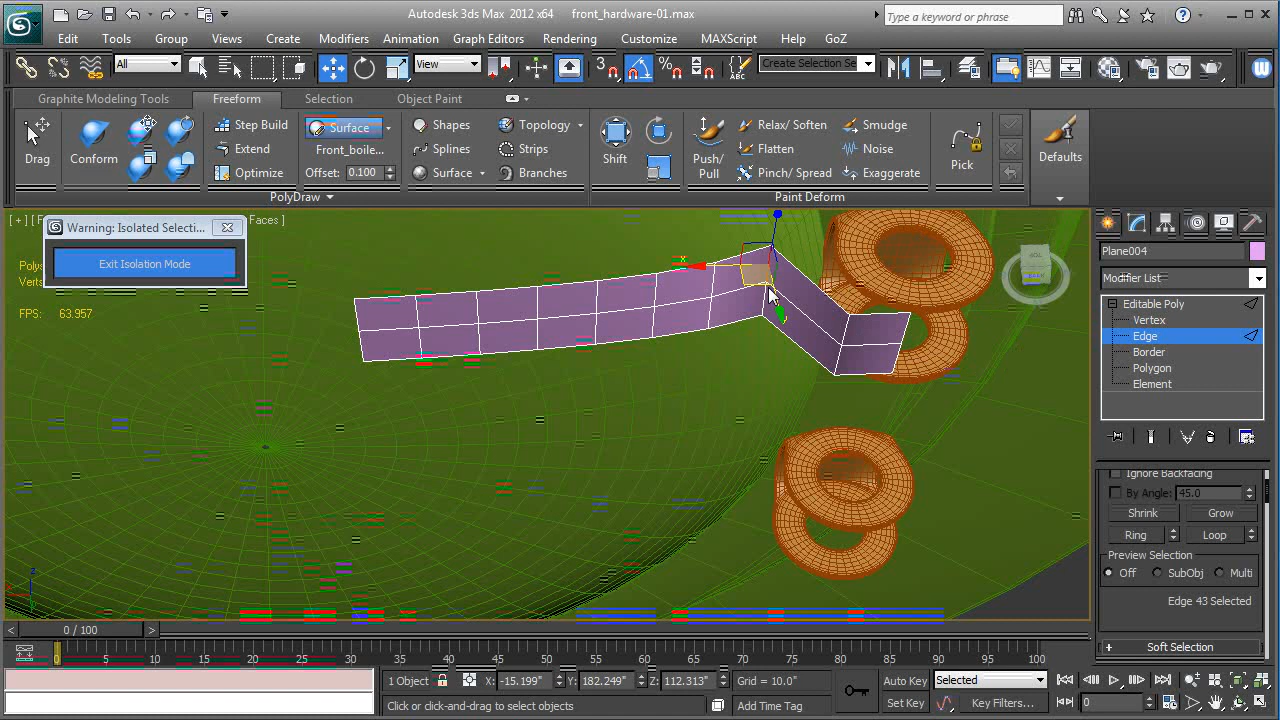 Autodesk 3ds Max 2012 x64 front_hardware-01.max
Type a keyword or phrase
Edit Tools Group Views Create Modifiers Animation Graph Editors Rendering Customize MAXScript Help GoZ
All View Create Selection Se
Graphite Modeling Tools Freeform Selection Object Paint
Drag Conform Step Build Surface Shapes Topology Shift Push/ Pull Relax/ Soften Smudge Pick Defaults
Extend Front_boile... Splines Strips Flatten Noise
Optimize Offset: 0.100 Surface Branches Pinch/ Spread Exaggerate
PolyDraw Paint Deform
[ + ] [ F Faces ]
Warning: Isolated Selecti...
Exit Isolation Mode
Polys
Verts
FPS: 63.957
x
z
TOP
BACK
Plane004
Modifier List
Editable Poly
Vertex
Edge
Border
Polygon
Element
Ignore Backfacing
By Angle: 45.0
Shrink Grow
Ring Loop
Preview Selection
Off SubObj Multi
Edge 43 Selected
+ Soft Selection
< 0 / 100 >
0 5 10 15 20 25 30 35 40 45 50 55 60 65 70 75 80 85 90 95 100
1 Object X: -15.199" Y: 182.249" Z: 112.313" Grid = 10.0" Auto Key Selected
Click or click-and-drag to select objects Add Time Tag Set Key Key Filters... 0